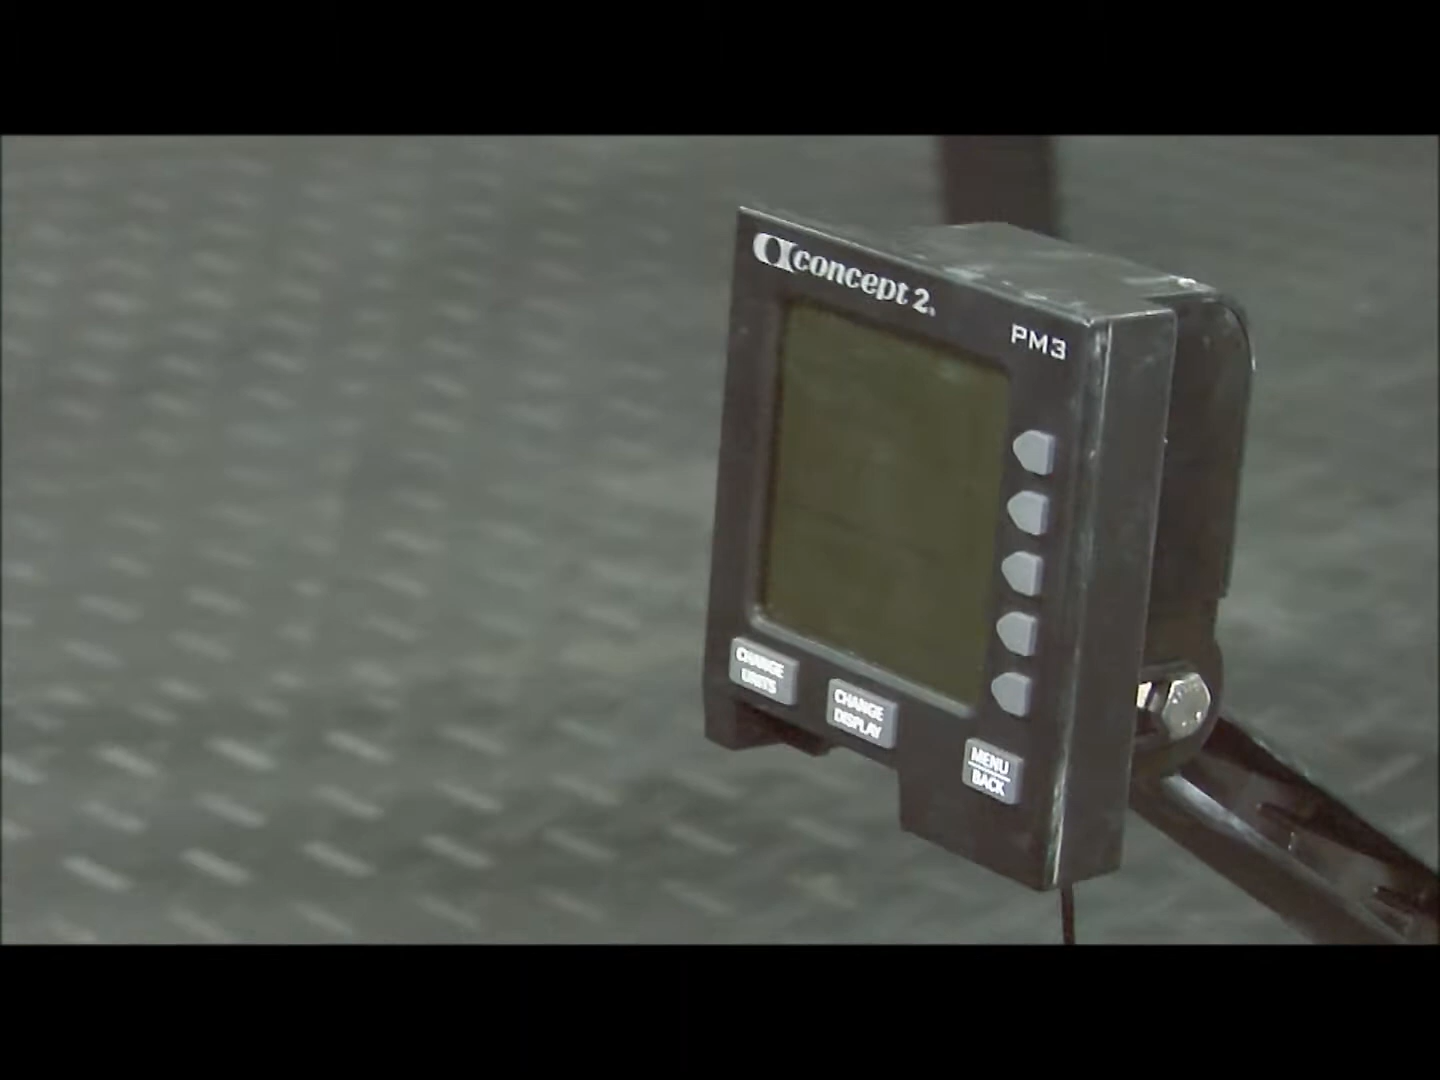 concept 2.
PM3
CHANGE
UNITS
CHANGE
DISPLAY
MENU
BACK